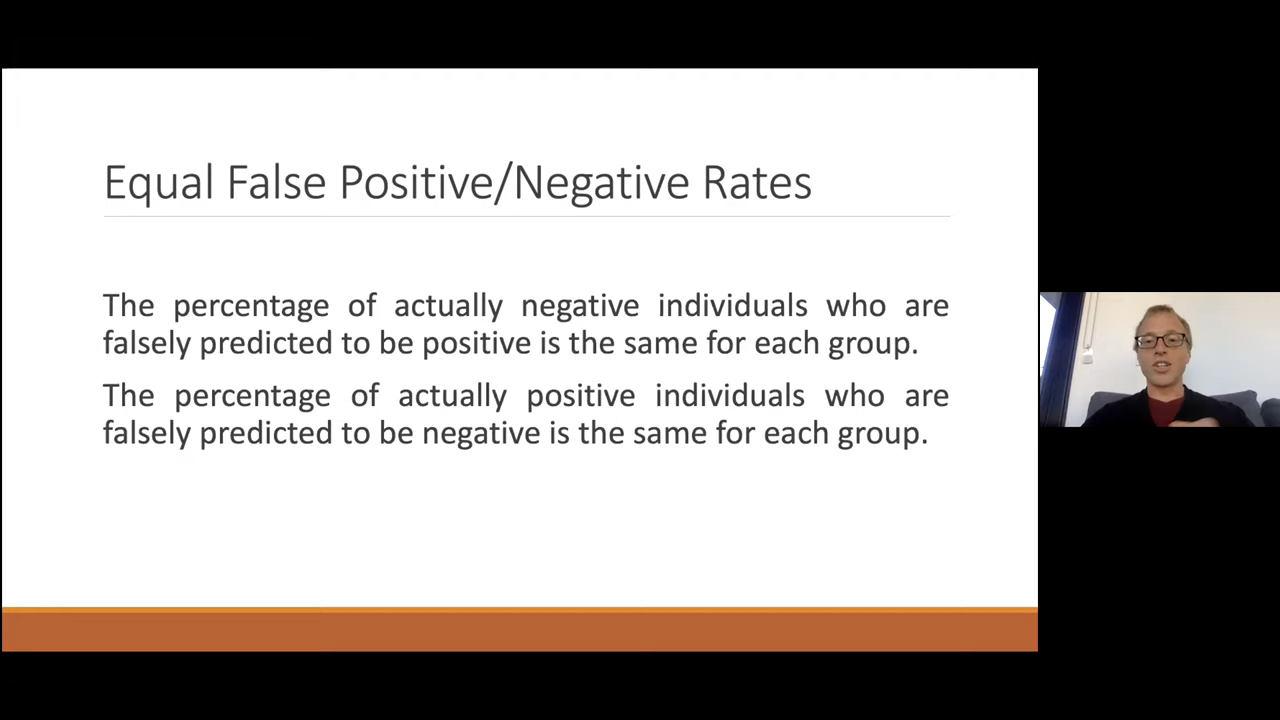 Equal False Positive/Negative Rates
The percentage of actually negative individuals who are
falsely predicted to be positive is the same for each group.
The percentage of actually positive individuals who are
falsely predicted to be negative is the same for each group.